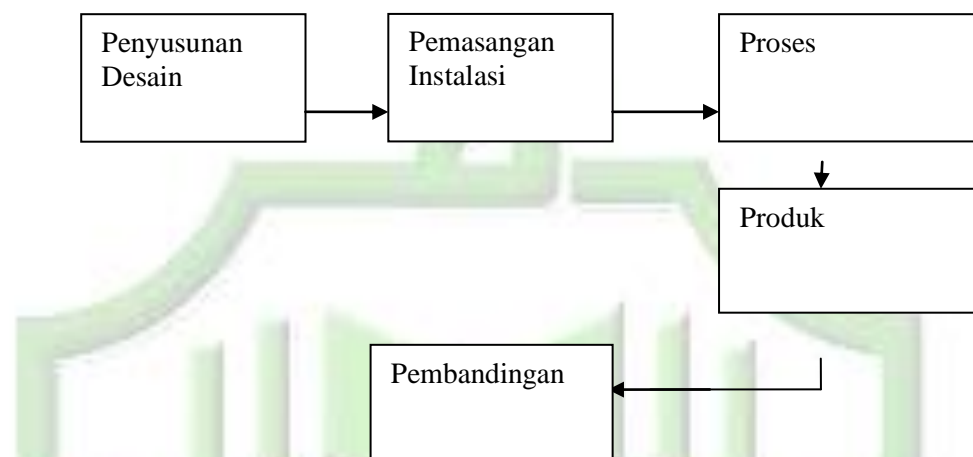 Penyusunan
Desain
Pemasangan
Instalasi
Proses
Produk
Pembandingan